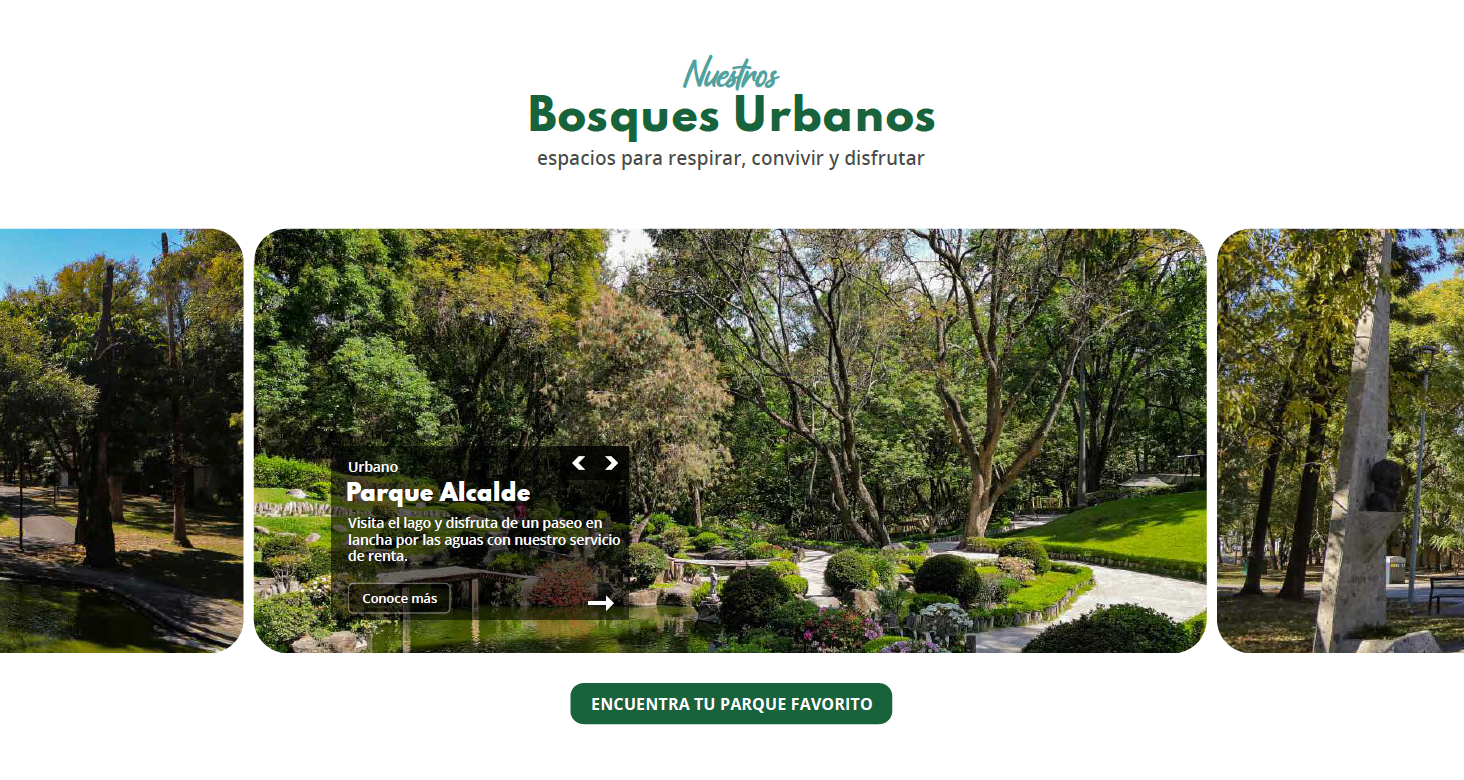 Nuestros
Bosques Urbanos
espacios para respirar, convivir y disfrutar
Urbano
Parque Alcalde
Visita el lago y disfruta de un paseo en
lancha por las aguas con nuestro servicio
de renta.
Conoce más
ENCUENTRA TU PARQUE FAVORITO